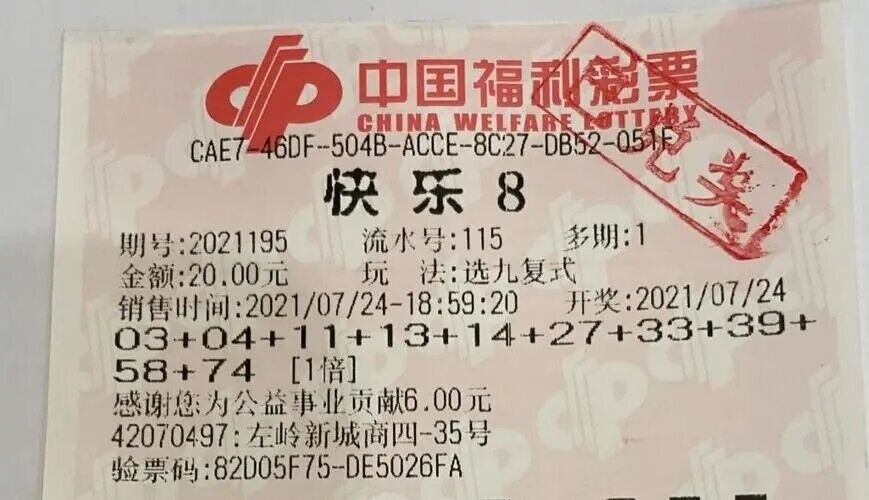 中国福利彩票
CHINA WELFARE LOTTERY
CAE7-46DF-504B-ACCE-8C27-DB52-051F
快乐8
期号:2021195 流水号:115 多期:1
金额:20.00元 玩 法:选九复式
销售时间:2021/07/24-18:59:20 开奖:2021/07/24
03+04+11+13+14+27+33+39+
58+74 [1倍]
感谢您为公益事业贡献6.00元
42070497:左岭新城商四-35号
验票码:82D05F75-DE5026FA